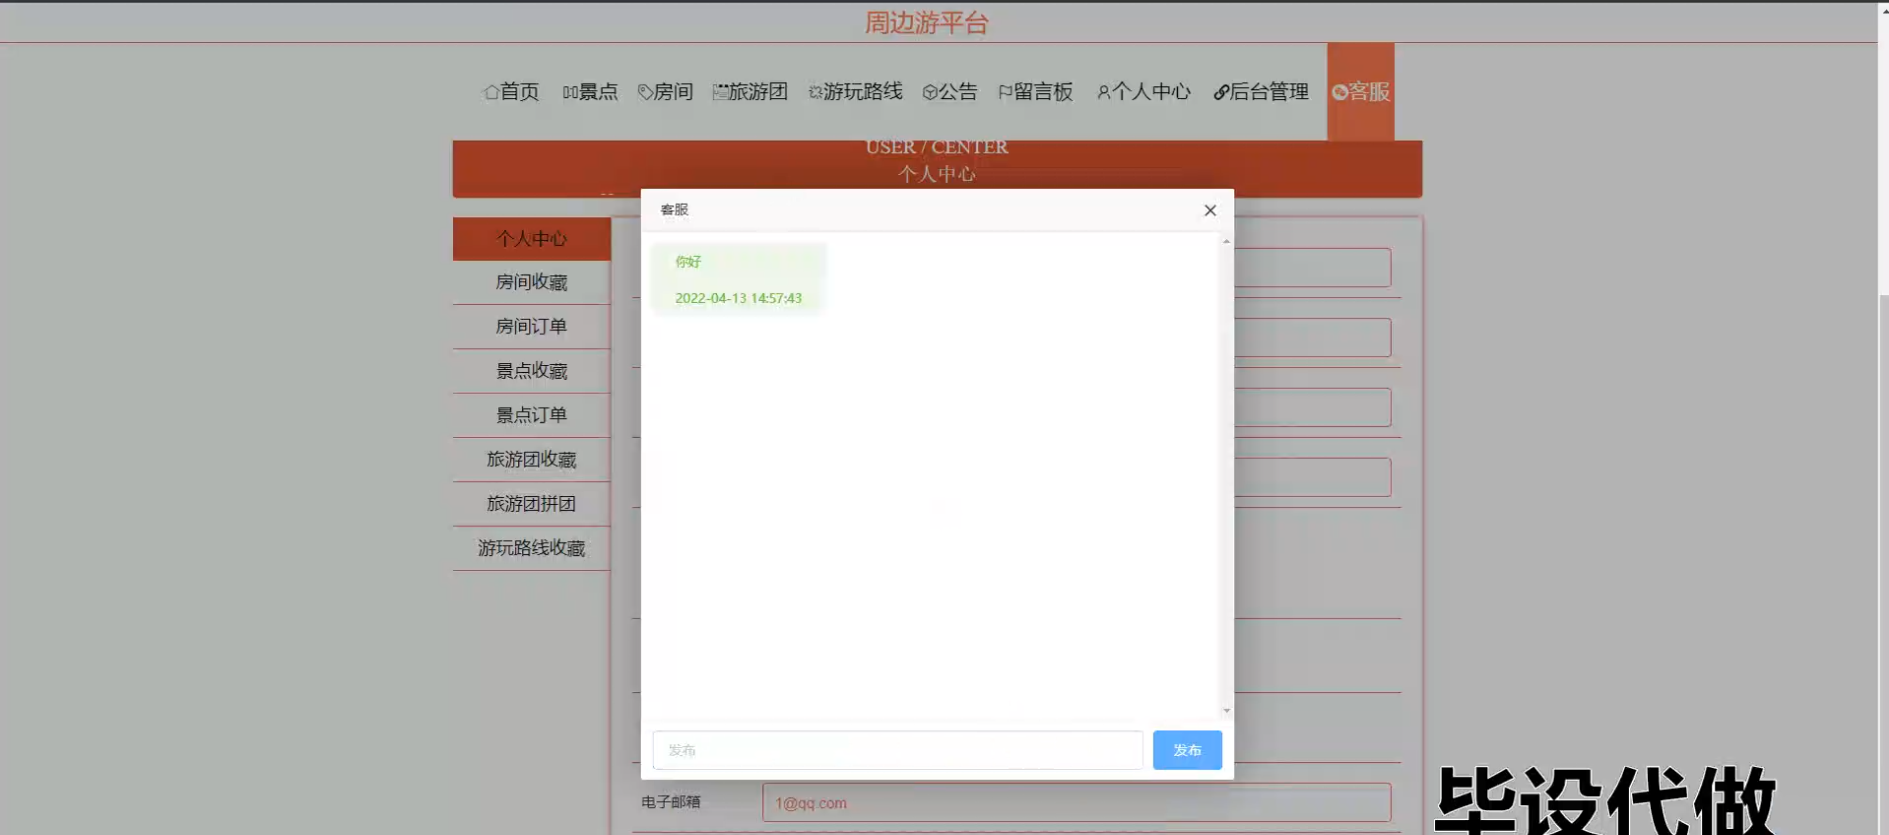 周边游平台
首页 景点 房间 旅游团 游玩路线 公告 留言板 个人中心 后台管理 客服
USER / CENTER
个人中心
个人中心
房间收藏
房间订单
景点收藏
景点订单
旅游团收藏
旅游团拼团
游玩路线收藏
客服
你好
2022-04-13 14:57:43
发布 发布
电子邮箱 1@qq.com
毕设代做